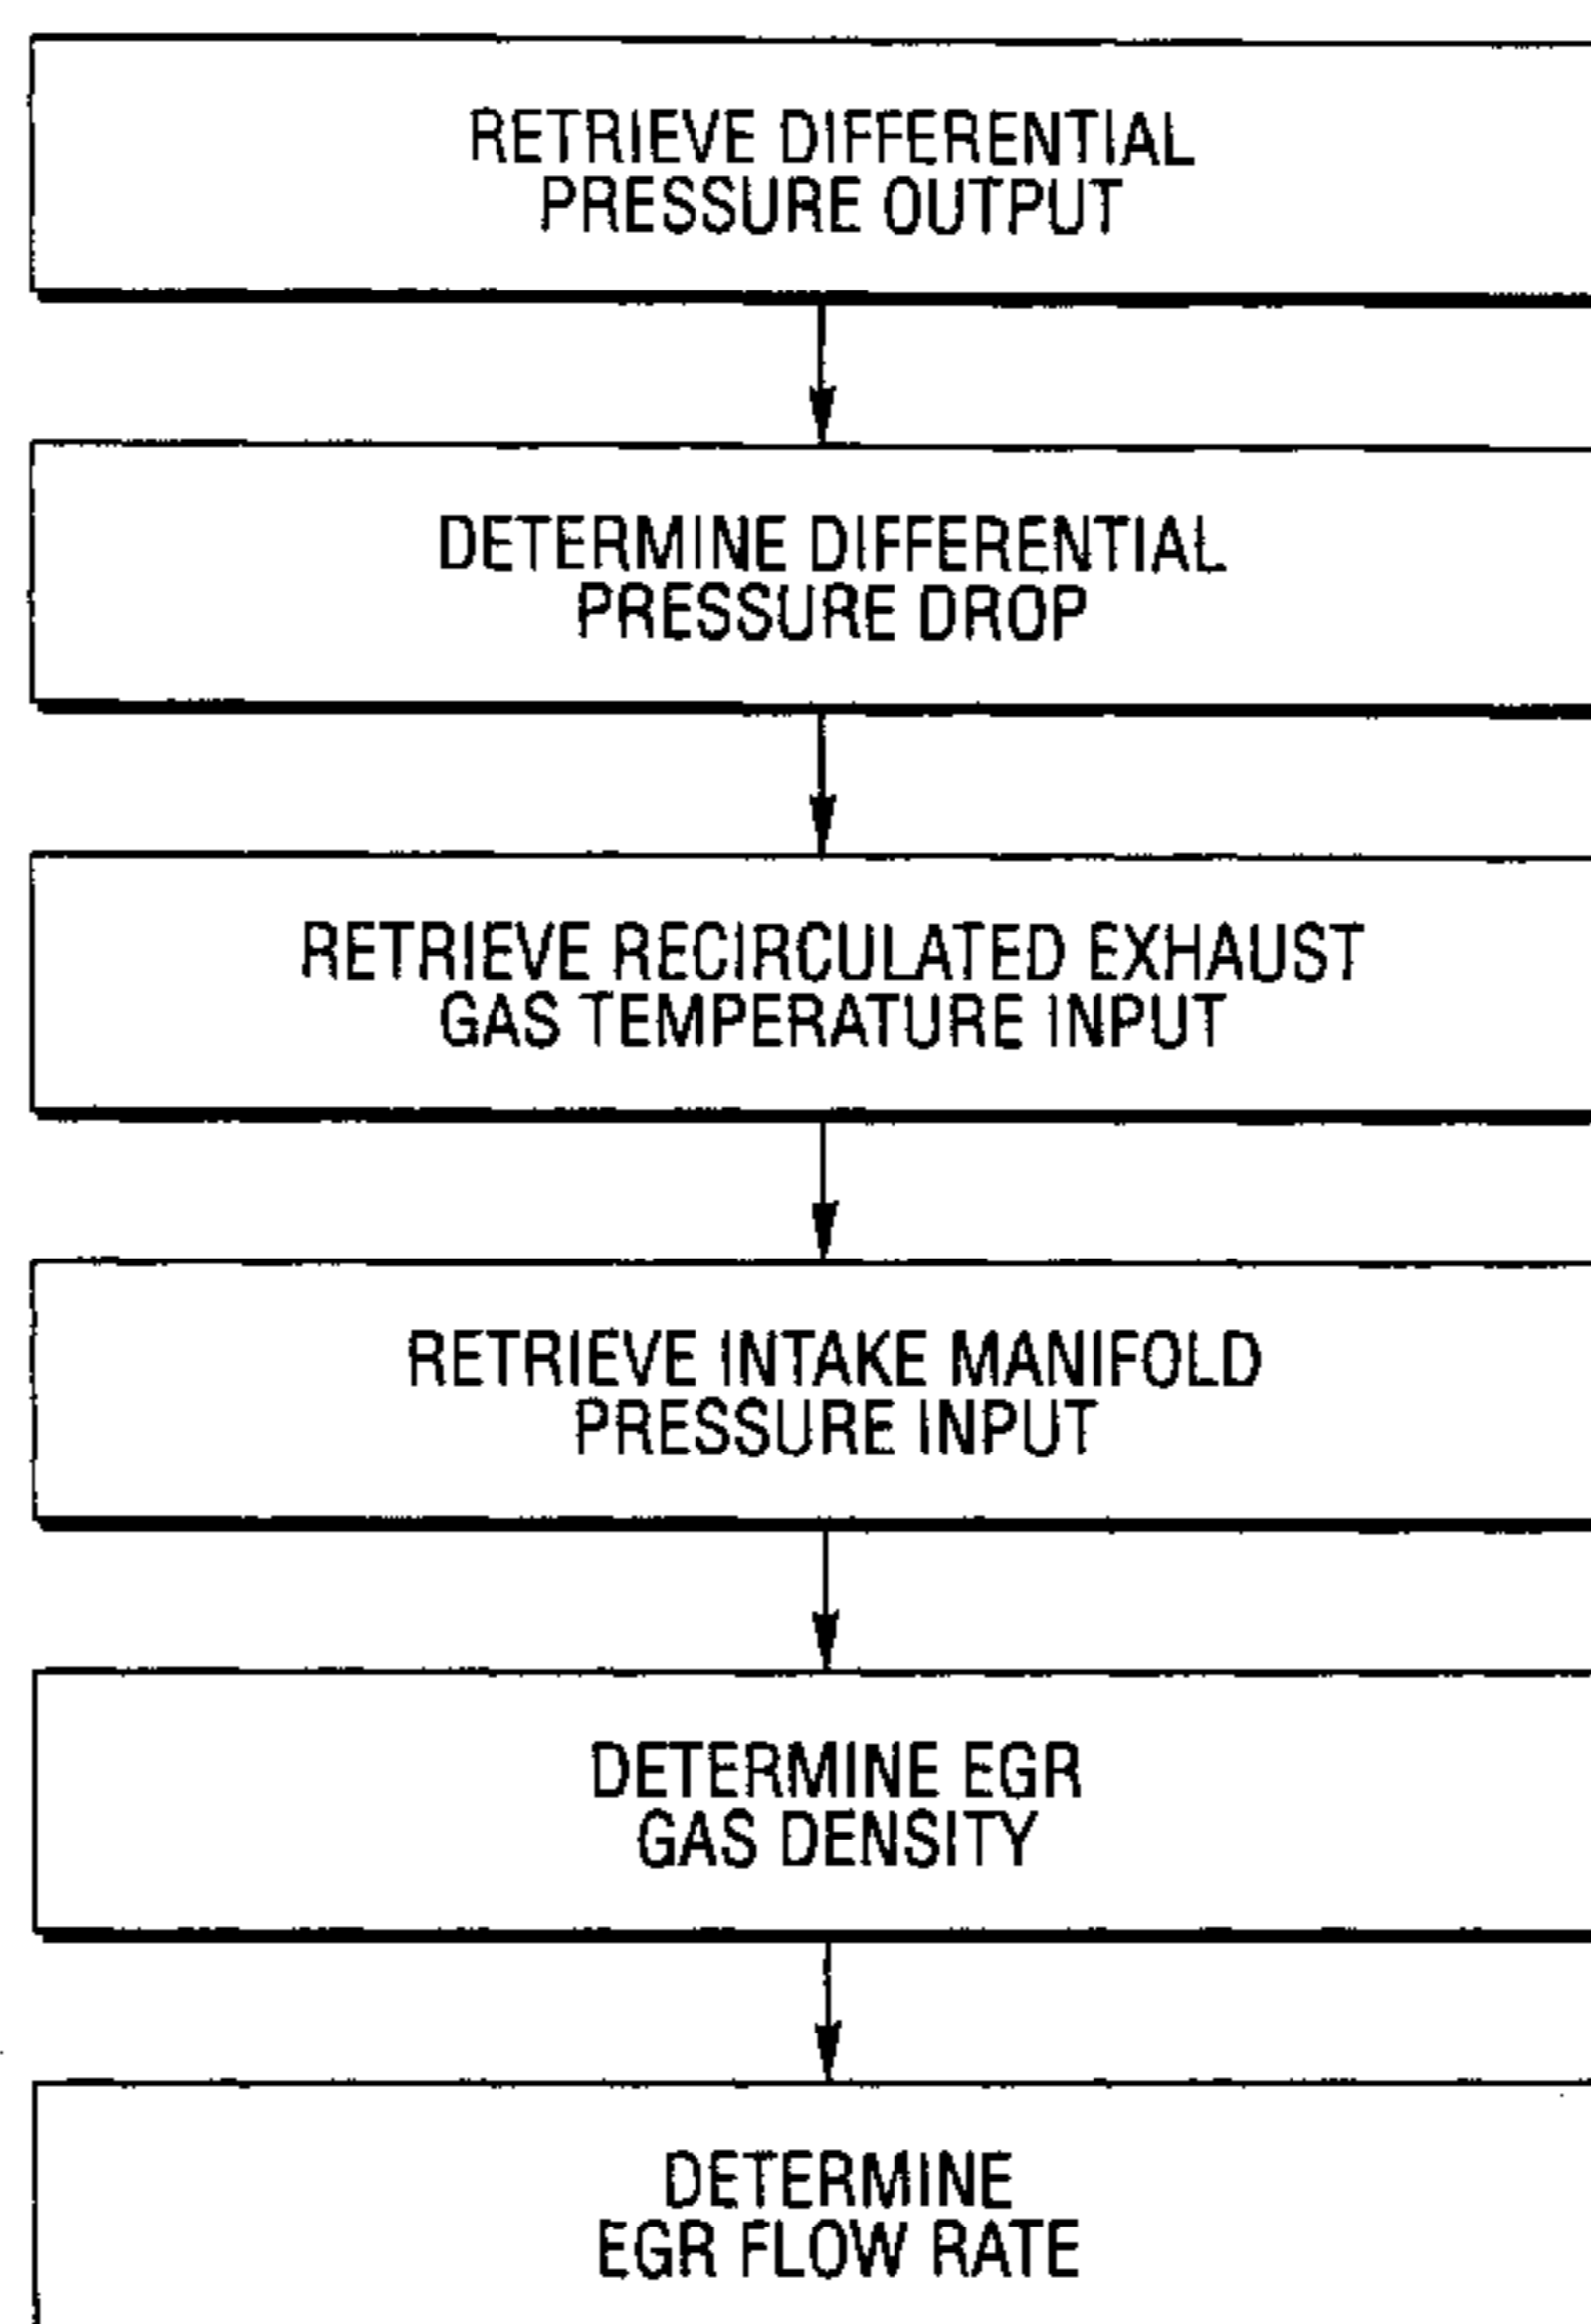 RETRIEVE DIFFERENTIAL
PRESSURE OUTPUT
DETERMINE DIFFERENTIAL
PRESSURE DROP
RETRIEVE RECIRCULATED EXHAUST
GAS TEMPERATURE INPUT
RETRIEVE INTAKE MANIFOLD
PRESSURE INPUT
DETERMINE EGR
GAS DENSITY
DETERMINE
EGR FLOW RATE